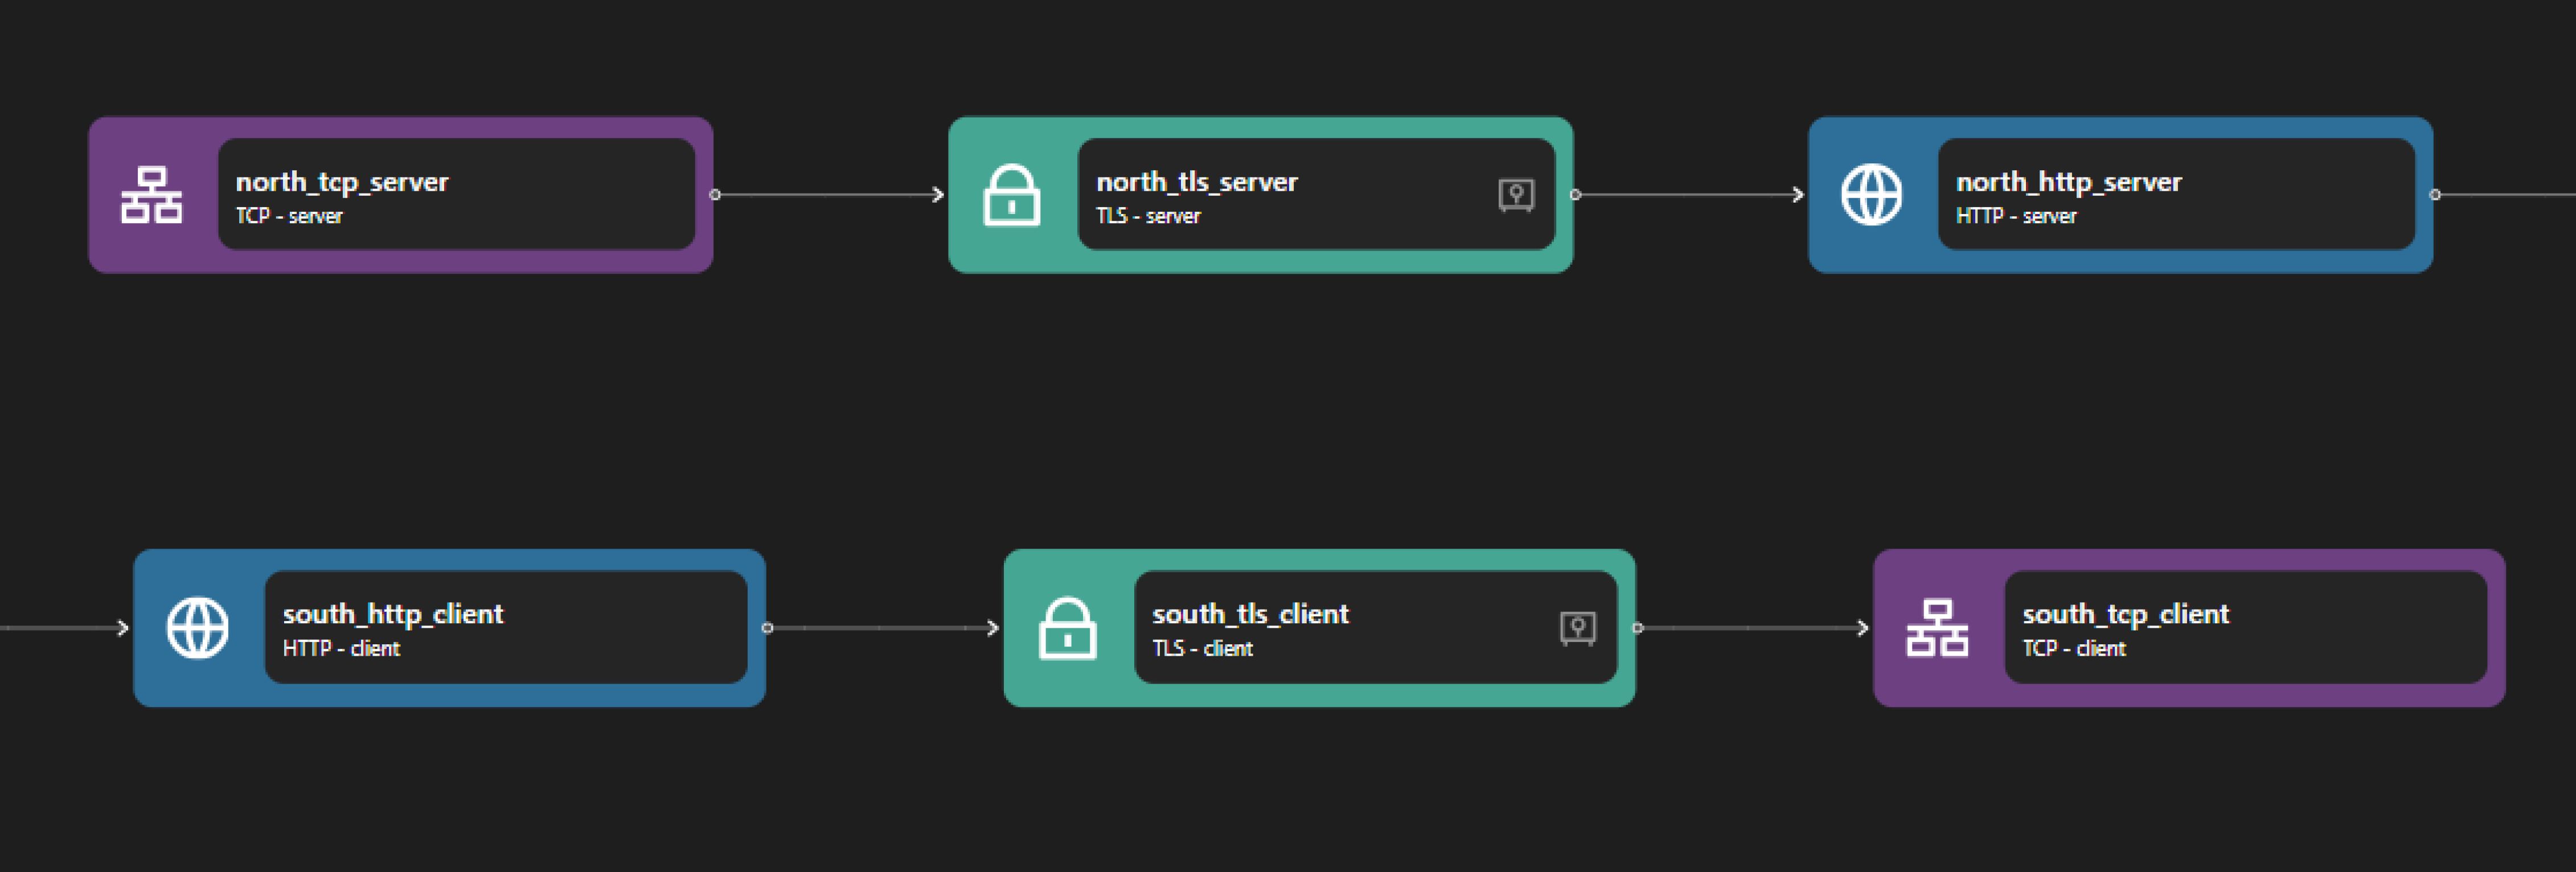 north_tcp_server
TCP - server
north_tls_server
TLS - server
north_http_server
HTTP - server
south_http_client
HTTP - client
south_tls_client
TLS - client
south_tcp_client
TCP - client